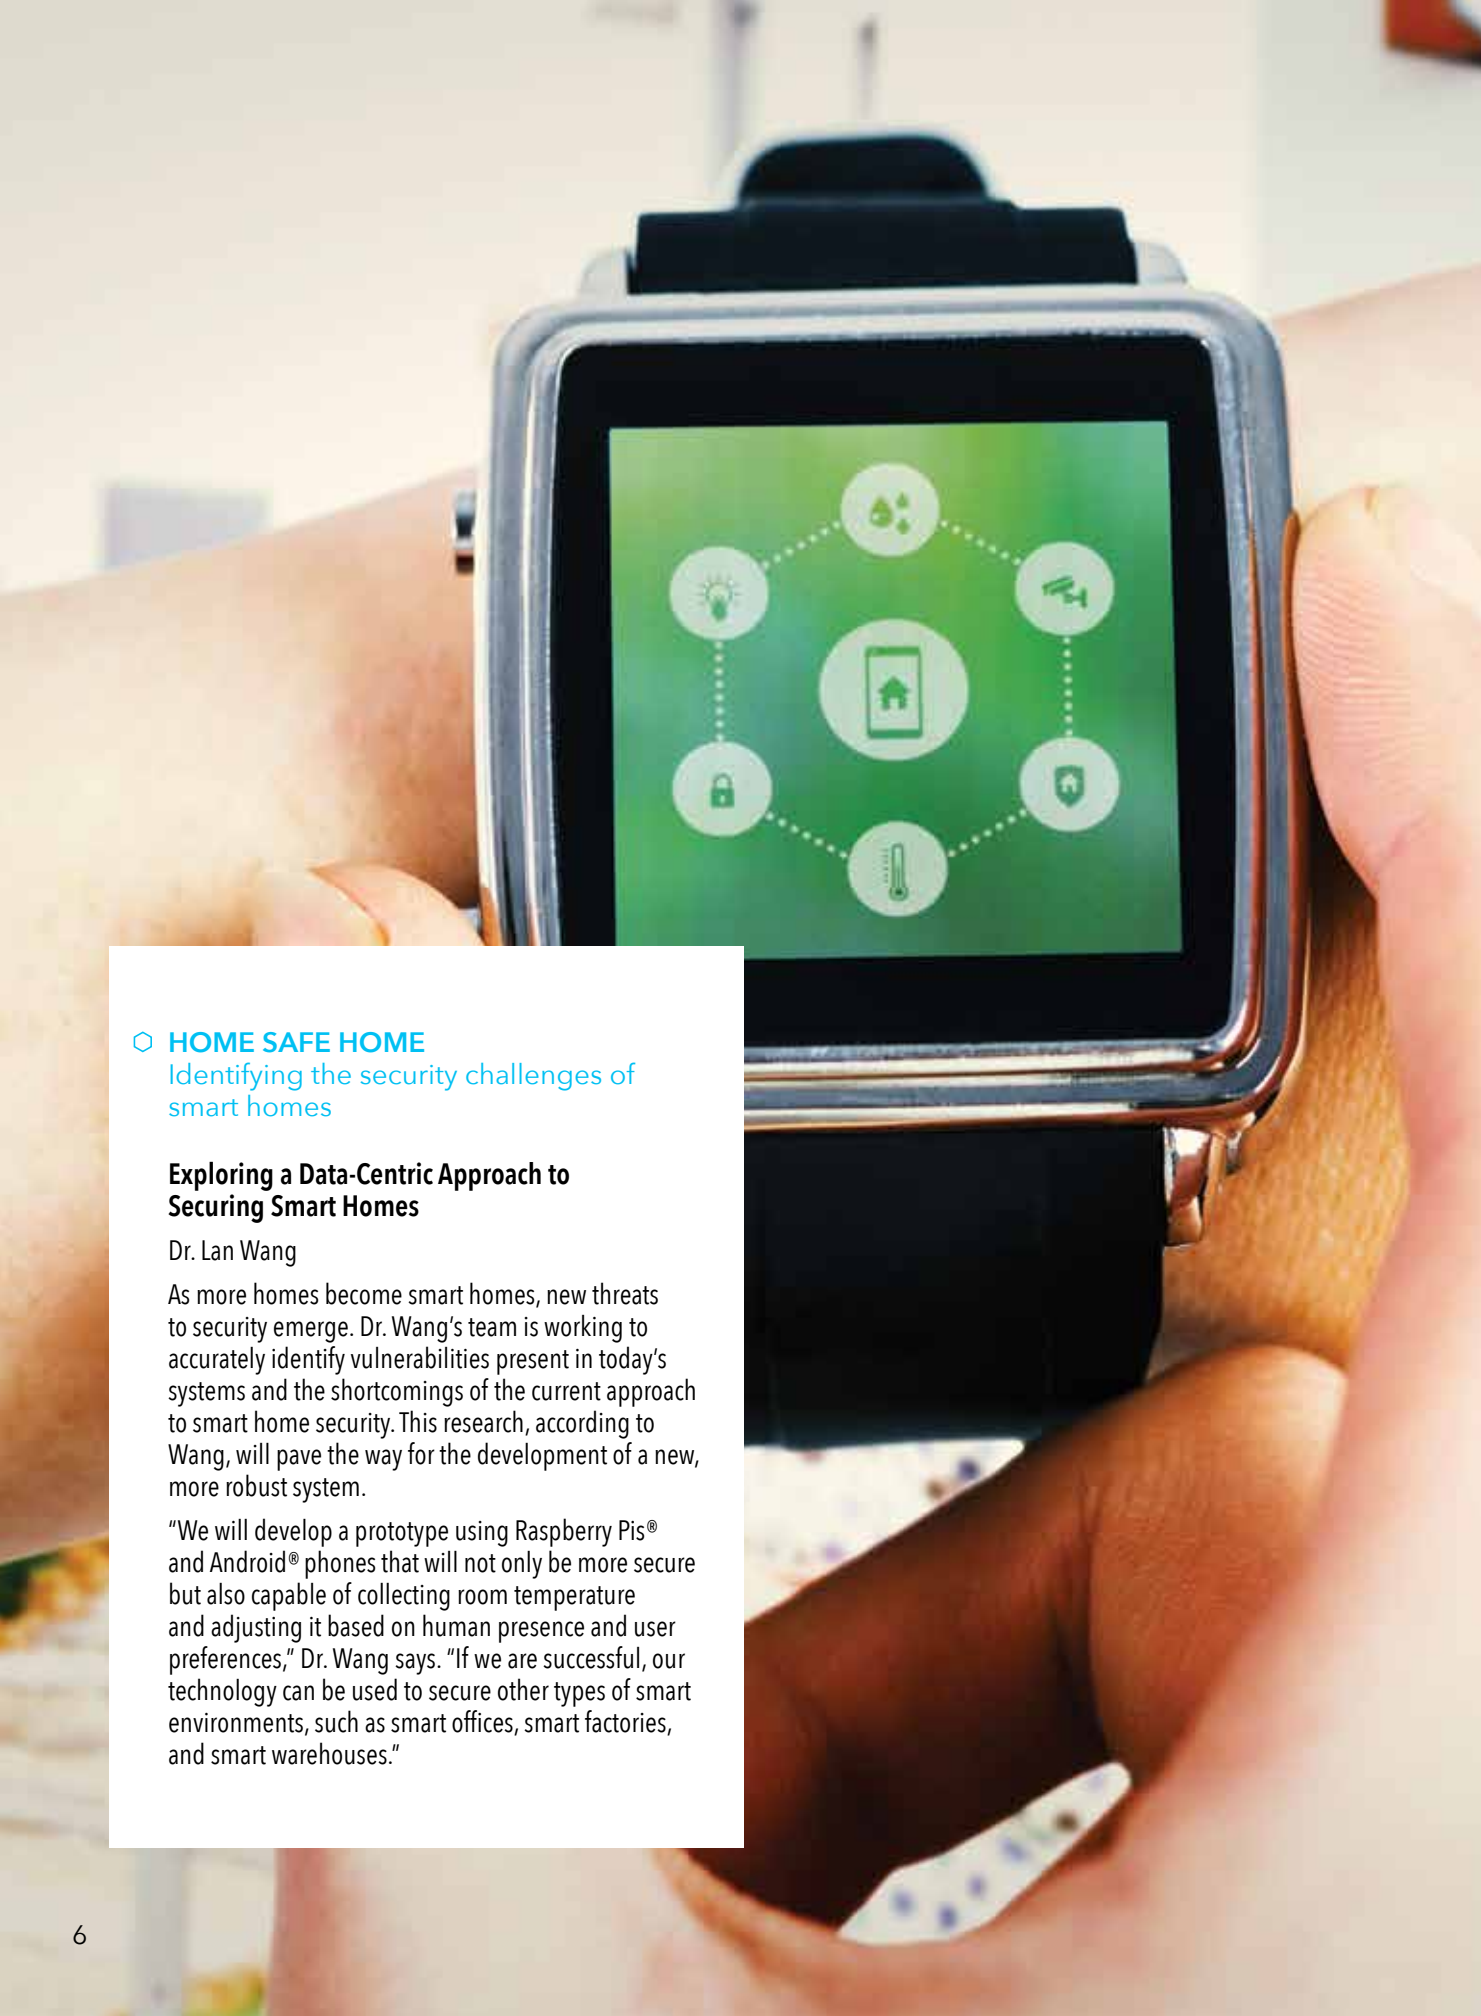 HOME SAFE HOME
Identifying the security challenges of
smart homes
Exploring a Data-Centric Approach to
Securing Smart Homes
Dr. Lan Wang
As more homes become smart homes, new threats
to security emerge. Dr. Wang’s team is working to
accurately identify vulnerabilities present in today’s
systems and the shortcomings of the current approach
to smart home security. This research, according to
Wang, will pave the way for the development of a new,
more robust system.
“We will develop a prototype using Raspberry Pis®
and Android® phones that will not only be more secure
but also capable of collecting room temperature
and adjusting it based on human presence and user
preferences,” Dr. Wang says. “If we are successful, our
technology can be used to secure other types of smart
environments, such as smart offices, smart factories,
and smart warehouses.”
6